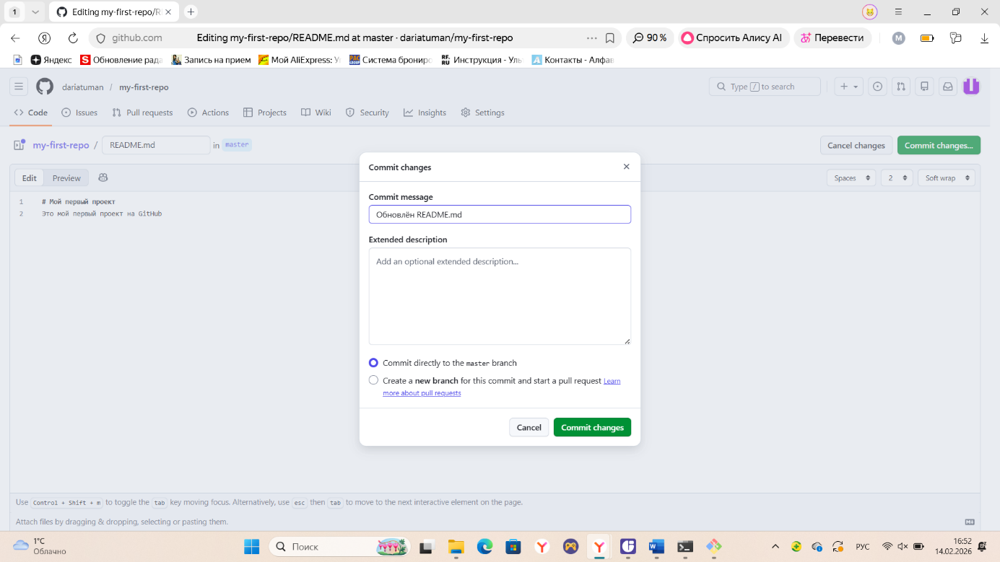 1
Editing my-first-repo/RE
github.com
Editing my-first-repo/README.md at master · dariatuman/my-first-repo
90 %
Спросить Алису AI
Перевести
M
Яндекс
Обновление рада
Запись на прием
Мой AliExpress: У
Система брониро
Инструкция - Уль
Контакты - Алфав
dariatuman / my-first-repo
Type / to search
Code
Issues
Pull requests
Actions
Projects
Wiki
Security
Insights
Settings
my-first-repo / README.md in master
Cancel changes
Commit changes...
Edit
Preview
Spaces
2
Soft wrap
1 # Мой первый проект
2 Это мой первый проект на GitHub
Commit changes
Commit message
Обновлён README.md
Extended description
Add an optional extended description...
Commit directly to the master branch
Create a new branch for this commit and start a pull request Learn
more about pull requests
Cancel
Commit changes
Use Control + Shift + m to toggle the tab key moving focus. Alternatively, use esc then tab to move to the next interactive element on the page.
Attach files by dragging & dropping, selecting or pasting them.
1°C
Облачно
Поиск
РУС
16:52
14.02.2026